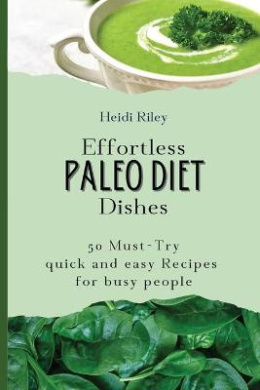 Heidi Riley
Effortless
PALEO DIET
Dishes
50 Must-Try
quick and easy Recipes
for busy people